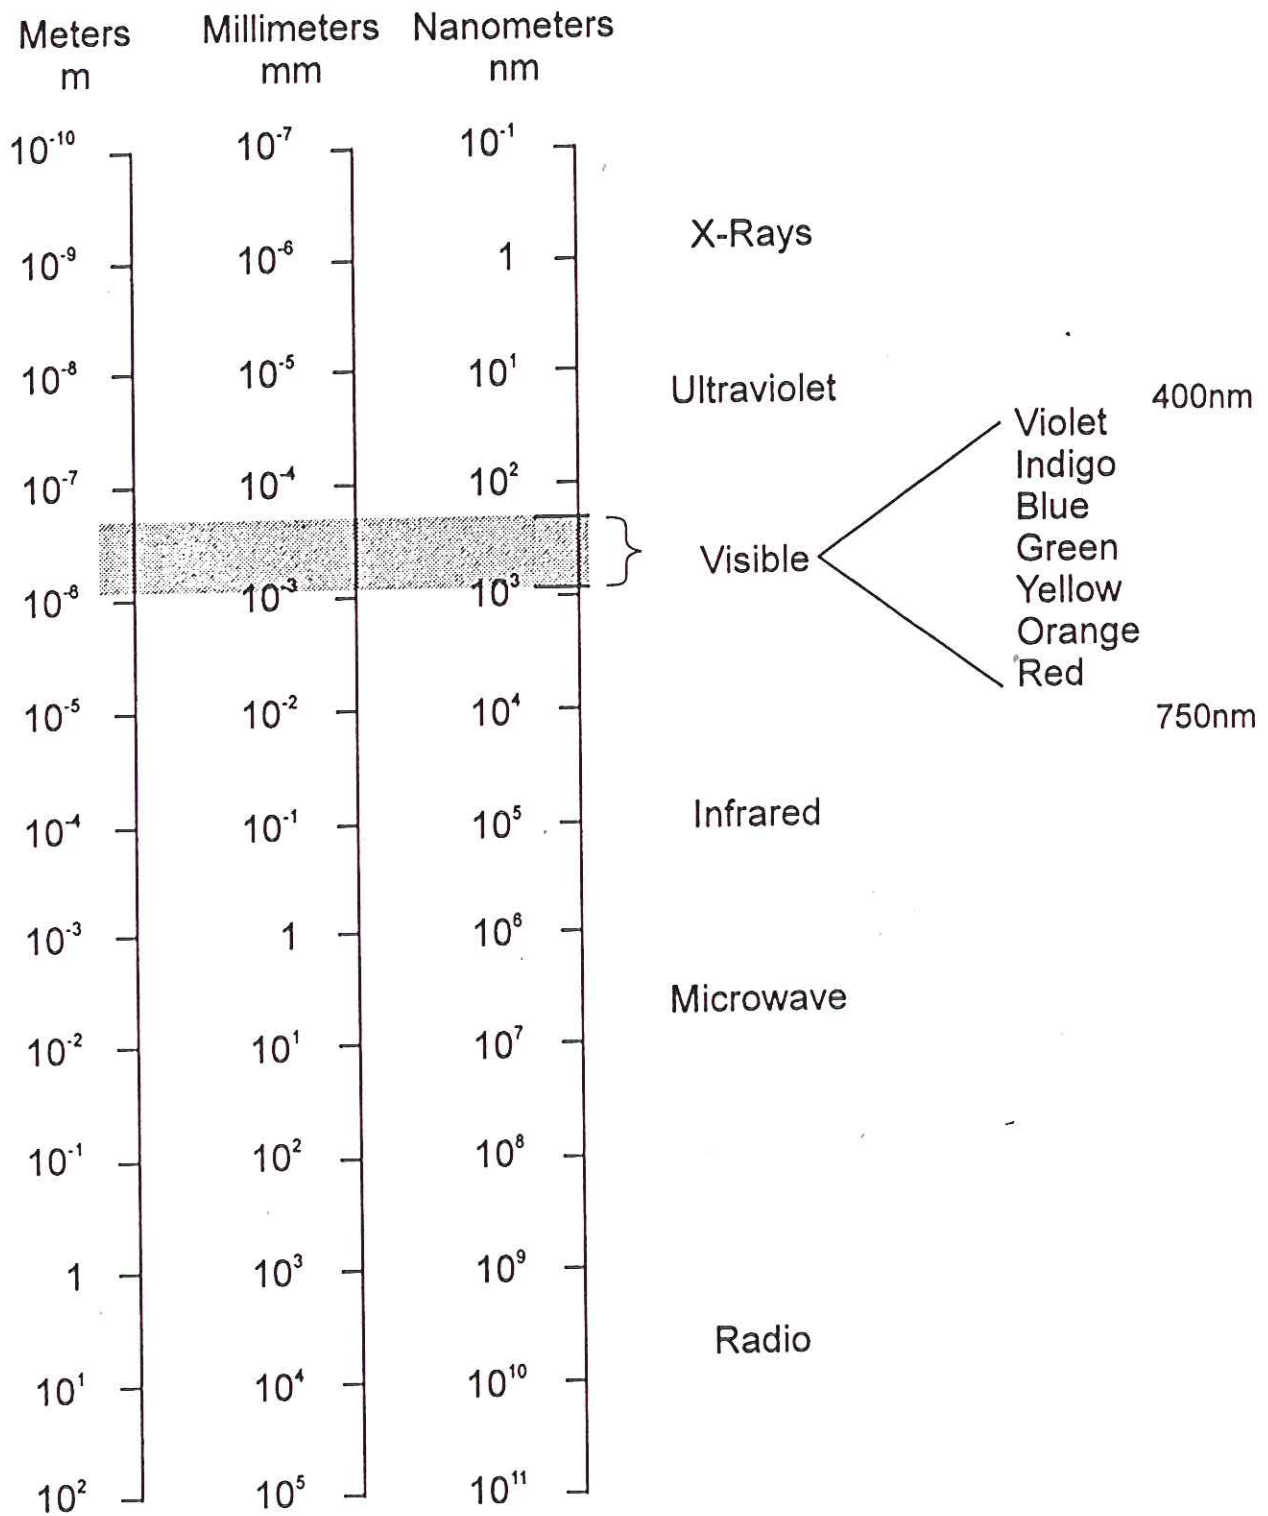 Meters Millimeters Nanometers
m mm nm
10⁻¹⁰ 10⁻⁷ 10⁻¹
X-Rays
10⁻⁹ 10⁻⁶ 1
10⁻⁸ 10⁻⁵ 10¹
Ultraviolet 400nm
Violet
Indigo
10⁻⁷ 10⁻⁴ 10²
Blue
Visible Green
10⁻⁶ 10⁻³ 10³
Yellow
Orange
Red
10⁻⁵ 10⁻² 10⁴ 750nm
Infrared
10⁻⁴ 10⁻¹ 10⁵
10⁻³ 1 10⁶
Microwave
10⁻² 10¹ 10⁷
10⁻¹ 10² 10⁸
1 10³ 10⁹
Radio
10¹ 10⁴ 10¹⁰
10² 10⁵ 10¹¹